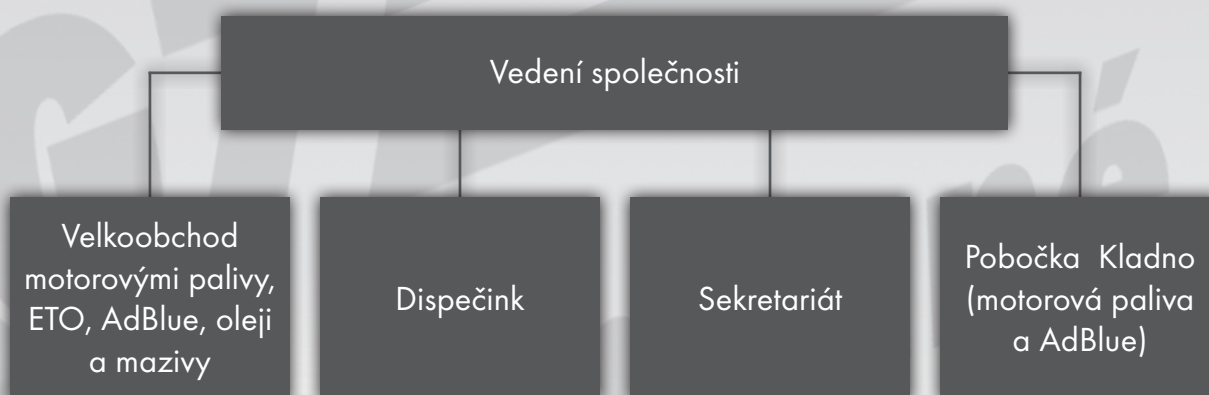 Vedení společnosti
Velkoobchod
motorovými palivy,
ETO, AdBlue, oleji
a mazivy
Dispečink
Sekretariát
Pobočka Kladno
(motorová paliva
a AdBlue)